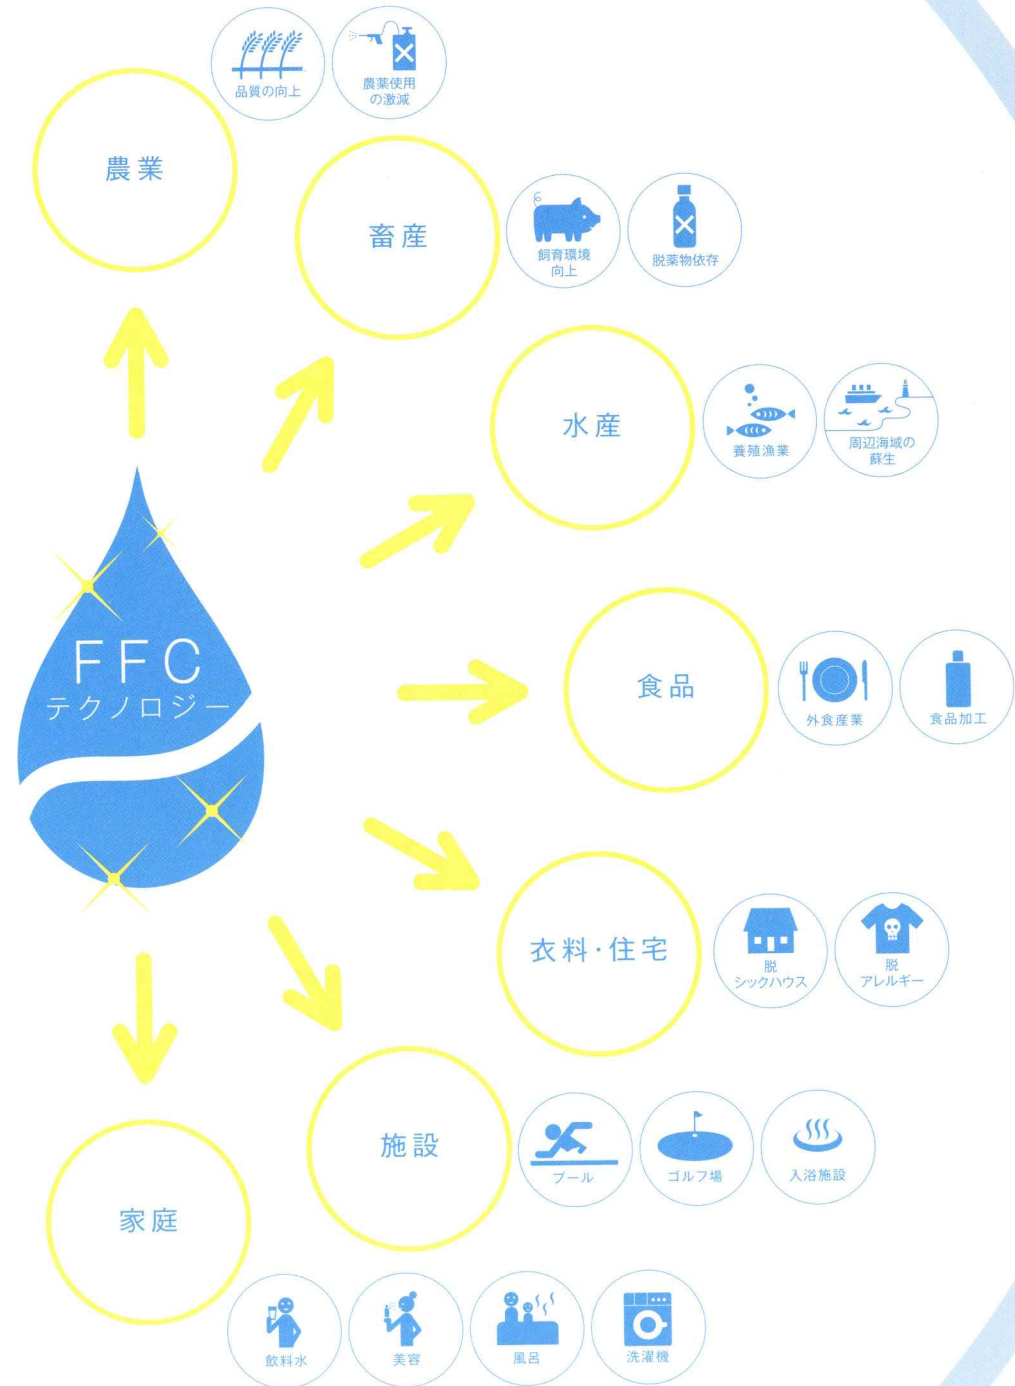 品質の向上
農薬使用
の激減
農業
畜産
飼育環境
向上
脱薬物依存
水産
養殖漁業
周辺海域の
蘇生
FFC
テクノロジー
食品
外食産業
食品加工
衣料·住宅
脱
シックハウス
脱
アレルギー
施設
プール
ゴルフ場
入浴施設
家庭
飲料水
美容
風呂
洗濯機